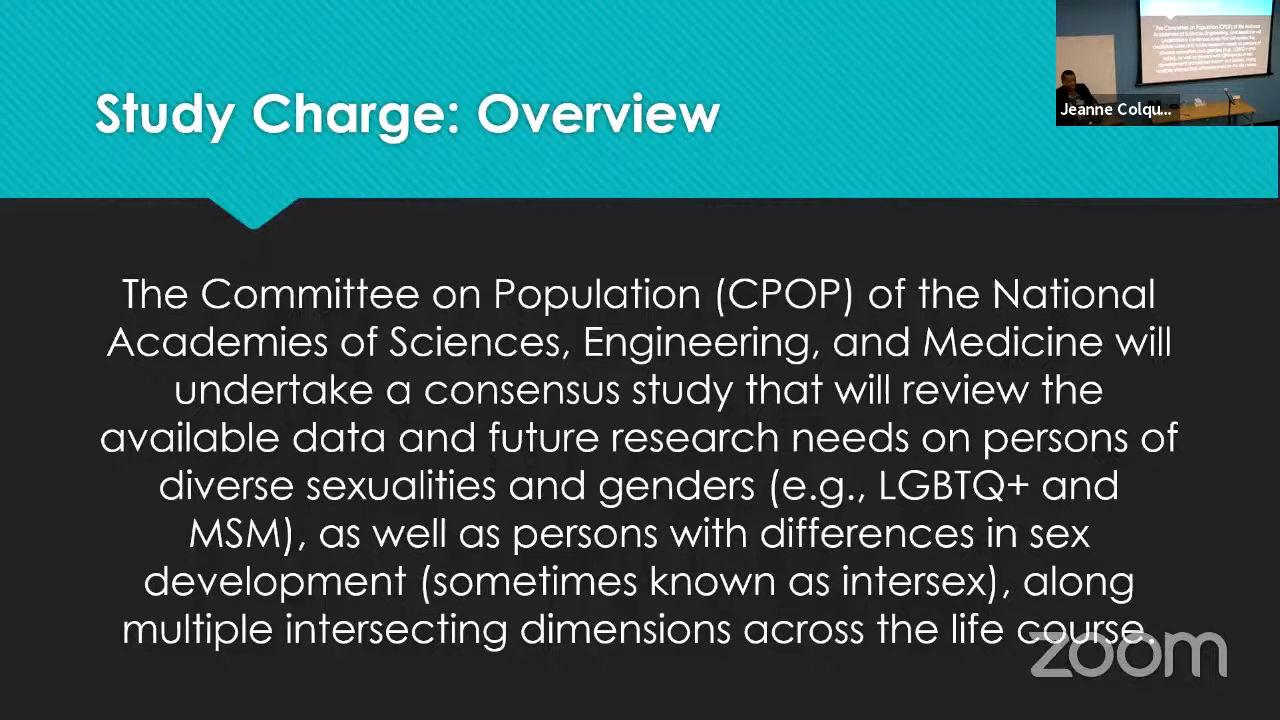 Study Charge: Overview
Jeanne Colqu...
The Committee on Population (CPOP) of the National
Academies of Sciences, Engineering, and Medicine will
undertake a consensus study that will review the
available data and future research needs on persons of
diverse sexualities and genders (e.g., LGBTQ+ and
MSM), as well as persons with differences in sex
development (sometimes known as intersex), along
multiple intersecting dimensions across the life course.
zoom